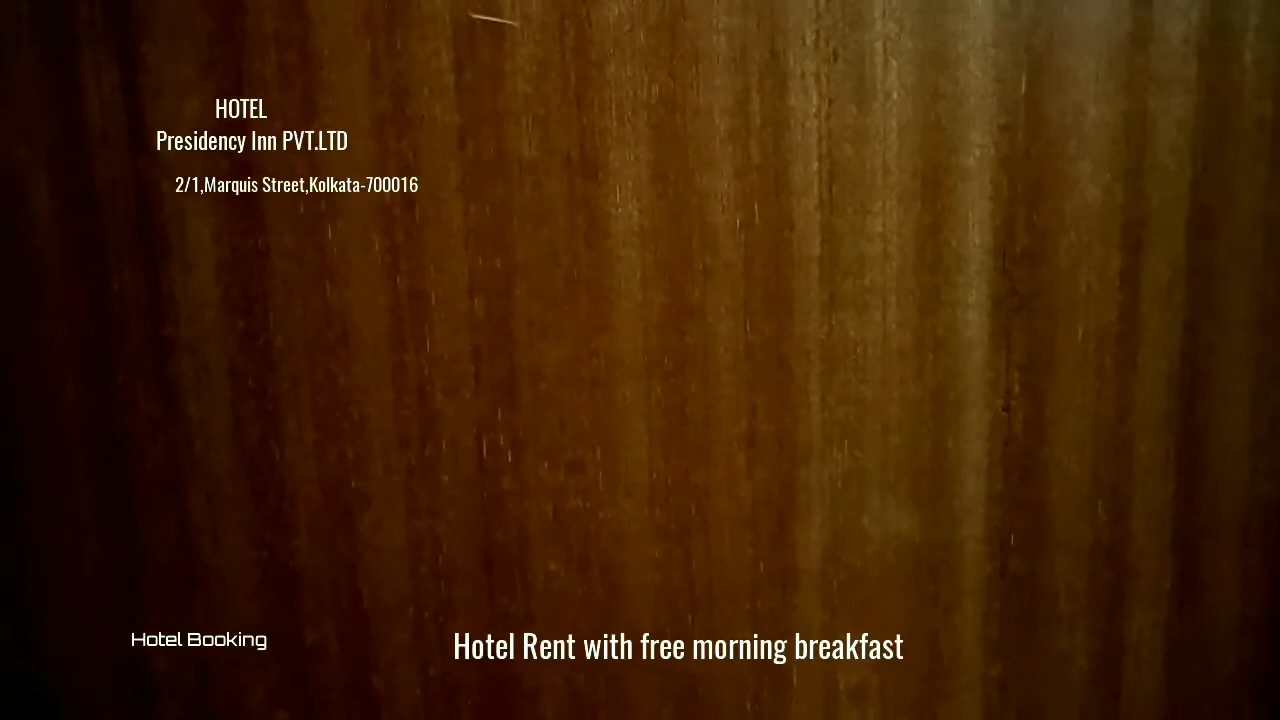 HOTEL
Presidency Inn PVT.LTD
2/1,Marquis Street,Kolkata-700016
Hotel Booking
Hotel Rent with free morning breakfast